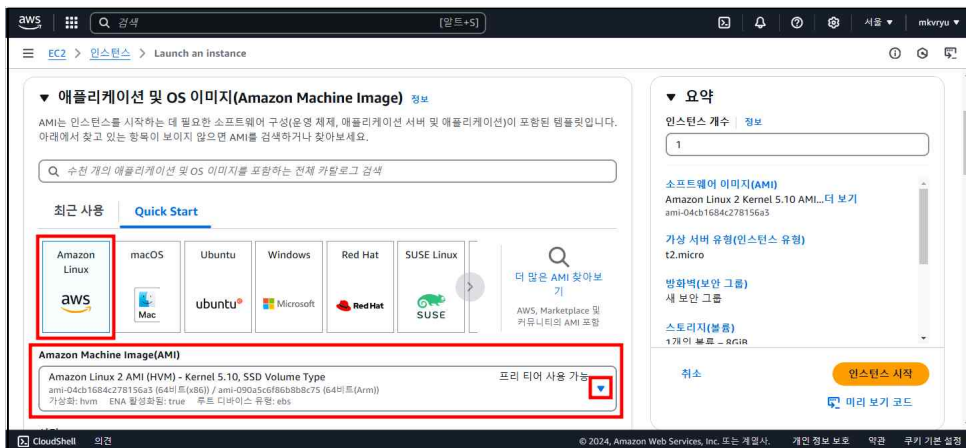 aws
검색
[알트+S]
서울 ▼
mkvryu ▼
EC2 > 인스턴스 > Launch an instance
▼ 애플리케이션 및 OS 이미지(Amazon Machine Image) 정보
AMI는 인스턴스를 시작하는 데 필요한 소프트웨어 구성(운영 체제, 애플리케이션 서버 및 애플리케이션)이 포함된 템플릿입니다.
아래에서 찾고 있는 항목이 보이지 않으면 AMI를 검색하거나 찾아보세요.
수천 개의 애플리케이션 및 OS 이미지를 포함하는 전체 카탈로그 검색
최근 사용
Quick Start
Amazon
Linux
aws
macOS
Mac
Ubuntu
ubuntu
Windows
Microsoft
Red Hat
Red Hat
SUSE Linux
SUSE
더 많은 AMI 찾아보
기
AWS, Marketplace 및
커뮤니티의 AMI 포함
Amazon Machine Image(AMI)
Amazon Linux 2 AMI (HVM) - Kernel 5.10, SSD Volume Type
프리 티어 사용 가능
ami-04cb1684c278156a3 (64비트(x86)) / ami-090a5c6f86b8b8c75 (64비트(Arm))
가상화: hvm ENA 활성화됨: true 루트 디바이스 유형: ebs
▼ 요약
인스턴스 개수 정보
1
소프트웨어 이미지(AMI)
Amazon Linux 2 Kernel 5.10 AMI...더 보기
ami-04cb1684c278156a3
가상 서버 유형(인스턴스 유형)
t2.micro
방화벽(보안 그룹)
새 보안 그룹
스토리지(볼륨)
1개의 볼륨 – 8GiB
취소
인스턴스 시작
미리 보기 코드
CloudShell 의견
© 2024, Amazon Web Services, Inc. 또는 계열사. 개인 정보 보호 약관 쿠키 기본 설정